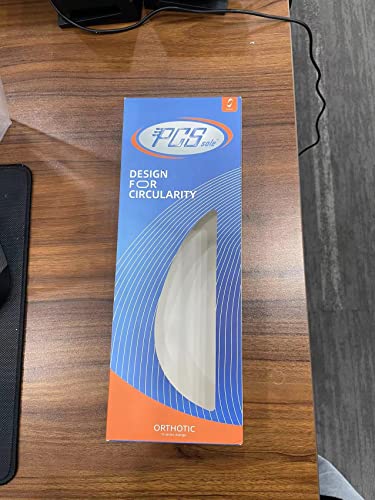 PCS sole
DESIGN
FOR
CIRCULARITY
ORTHOTIC